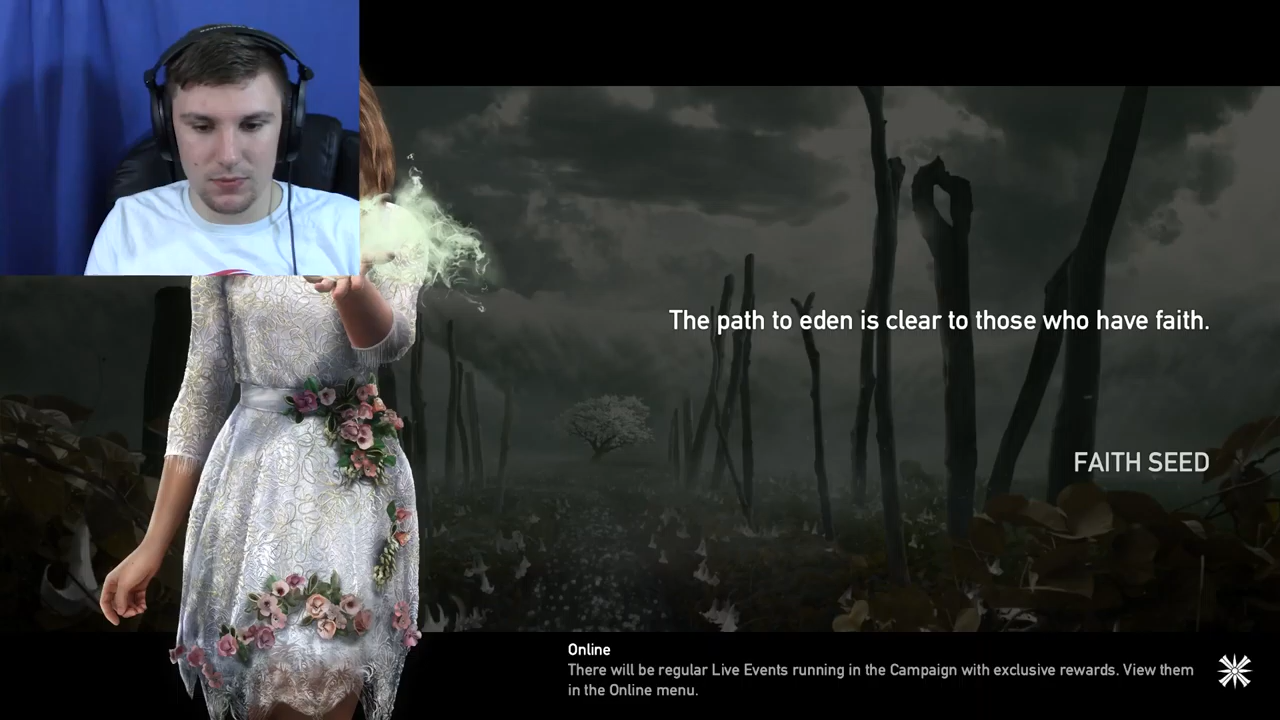 The path to eden is clear to those who have faith.
FAITH SEED
Online
There will be regular Live Events running in the Campaign with exclusive rewards. View them
in the Online menu.